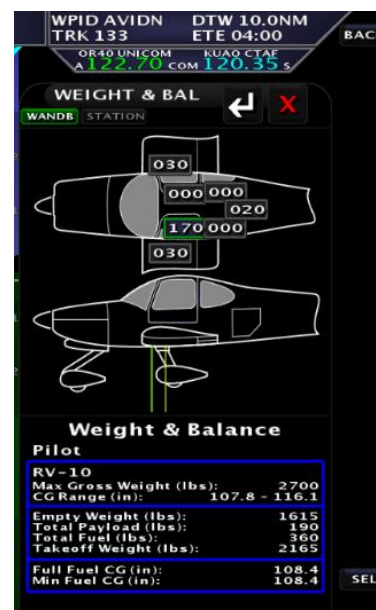 WPID AVIDN DTW 10.0NM
TRK 133 ETE 04:00
BAC
OR40 UNICOM KUAO CTAF
A 122.70 COM 120.35 S
WEIGHT & BAL X
WANDB STATION
030
000 000
020
170 000
030
Weight & Balance
Pilot
RV-10
Max Gross Weight (lbs): 2700
CG Range (in): 107.8 - 116.1
Empty Weight (lbs): 1615
Total Payload (lbs): 190
Total Fuel (lbs): 360
Takeoff Weight (lbs): 2165
Full Fuel CG (in): 108.4
Min Fuel CG (in): 108.4
SEL